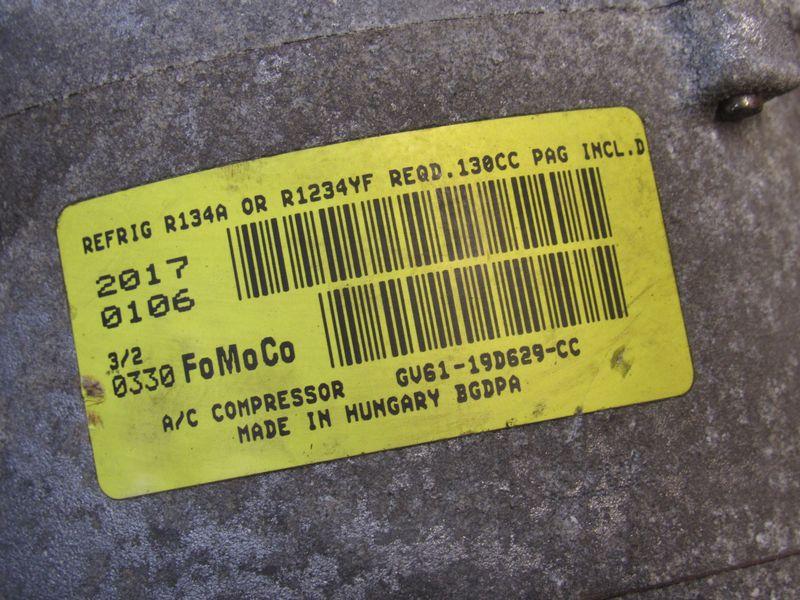 REFRIG R134A OR R1234YF REQD.130CC PAG INCL.D
2017
0106
3/2
0330 FoMoCo
A/C COMPRESSOR GV61-19D629-CC
MADE IN HUNGARY BGDPA